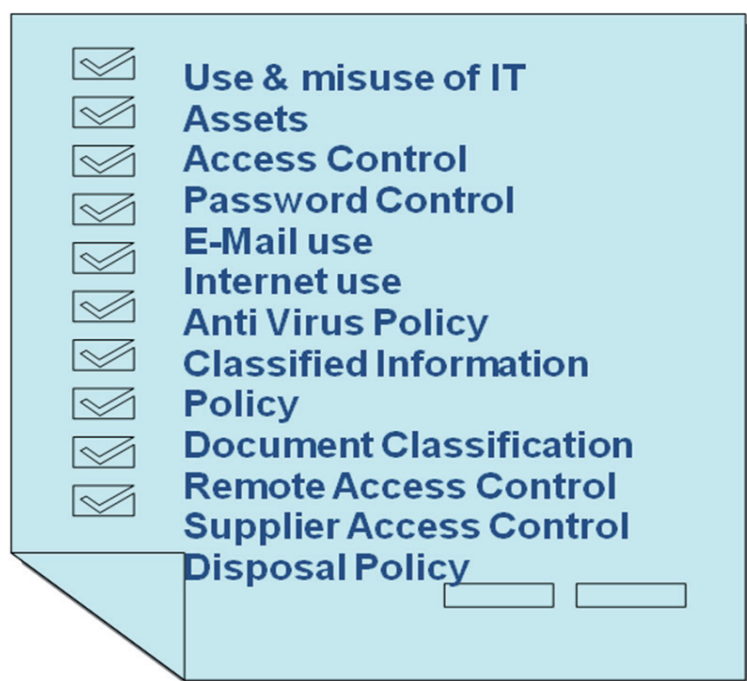 Use & misuse of IT
Assets
Access Control
Password Control
E-Mail use
Internet use
Anti Virus Policy
Classified Information
Policy
Document Classification
Remote Access Control
Supplier Access Control
Disposal Policy